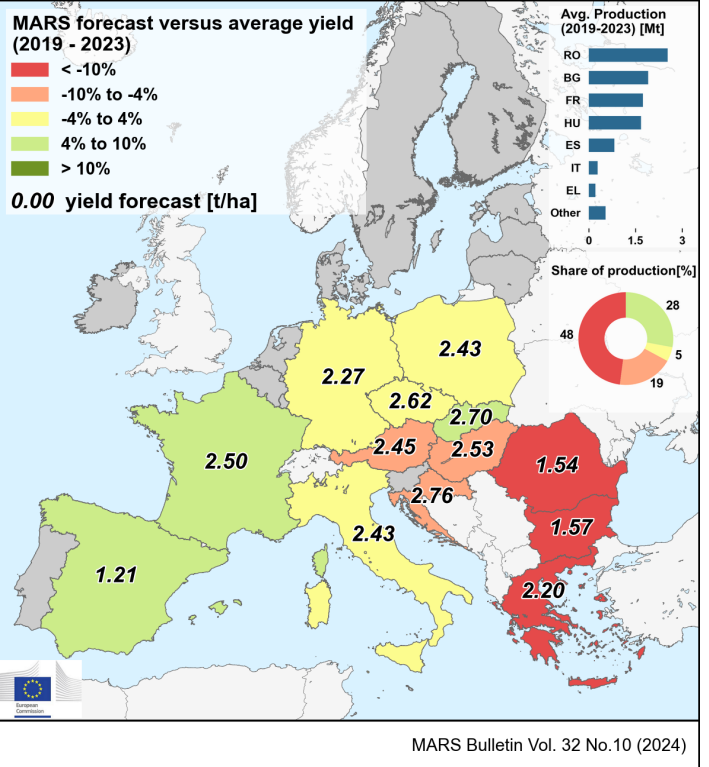 MARS forecast versus average yield
(2019 - 2023)
< -10%
-10% to -4%
-4% to 4%
4% to 10%
> 10%
0.00 yield forecast [t/ha]
Avg. Production
(2019-2023) [Mt]
RO
BG
FR
HU
ES
IT
EL
Other
0 1.5 3
Share of production[%]
28
48
5
19
2.43
2.27
2.62
2.70
2.45
2.53
2.50
1.54
2.76
1.57
2.43
1.21
2.20
European
Commission
MARS Bulletin Vol. 32 No.10 (2024)